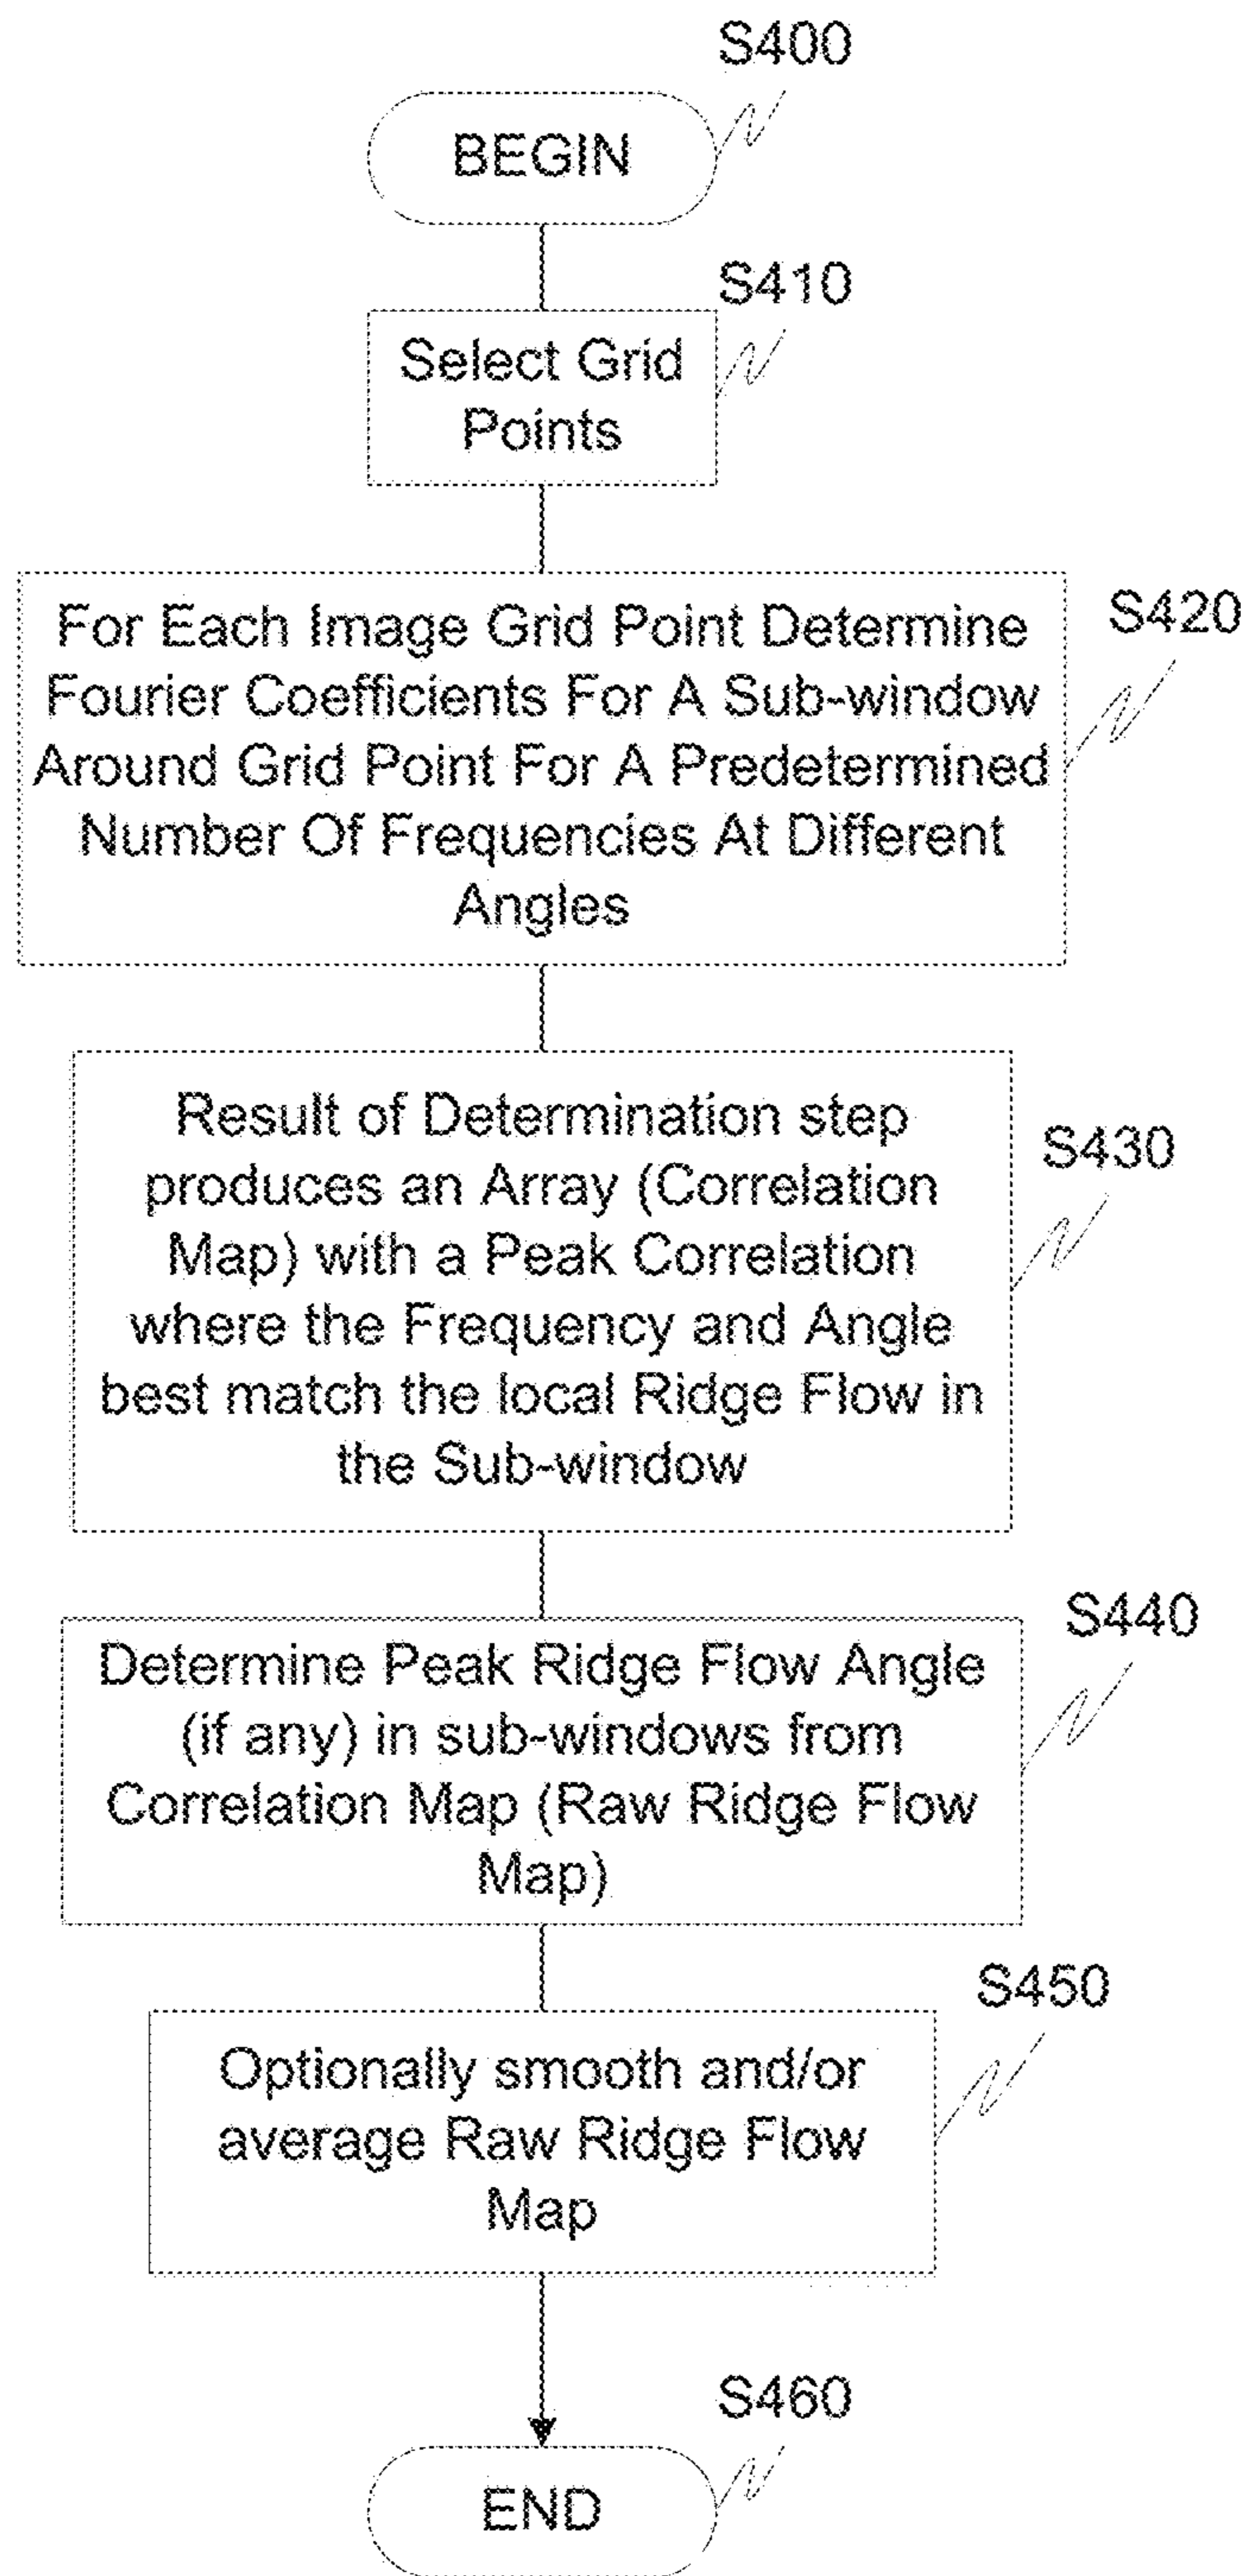 S400
BEGIN
S410
Select Grid
Points
S420
For Each Image Grid Point Determine
Fourier Coefficients For A Sub-window
Around Grid Point For A Predetermined
Number Of Frequencies At Different
Angles
S430
Result of Determination step
produces an Array (Correlation
Map) with a Peak Correlation
where the Frequency and Angle
best match the local Ridge Flow in
the Sub-window
S440
Determine Peak Ridge Flow Angle
(if any) in sub-windows from
Correlation Map (Raw Ridge Flow
Map)
S450
Optionally smooth and/or
average Raw Ridge Flow
Map
S460
END